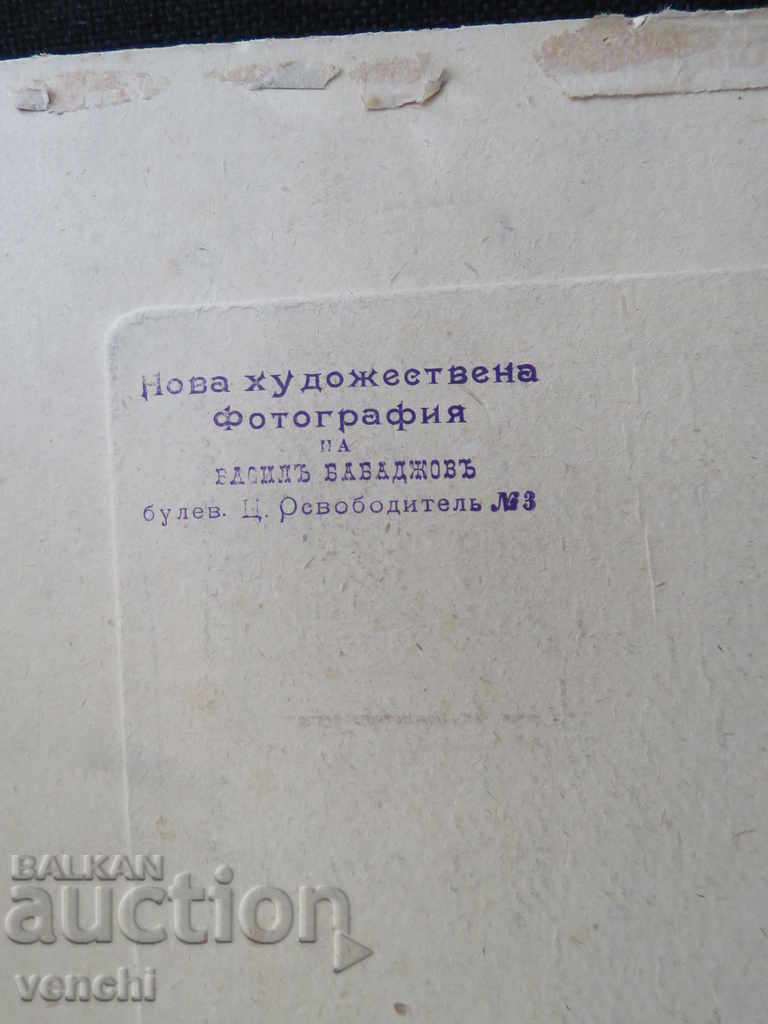 Нова художествена
фотография
на
ВАСИЛЪ БАБАДЖОВЪ
булев. Ц. Освободитель №3
BALKAN
auction
venchi